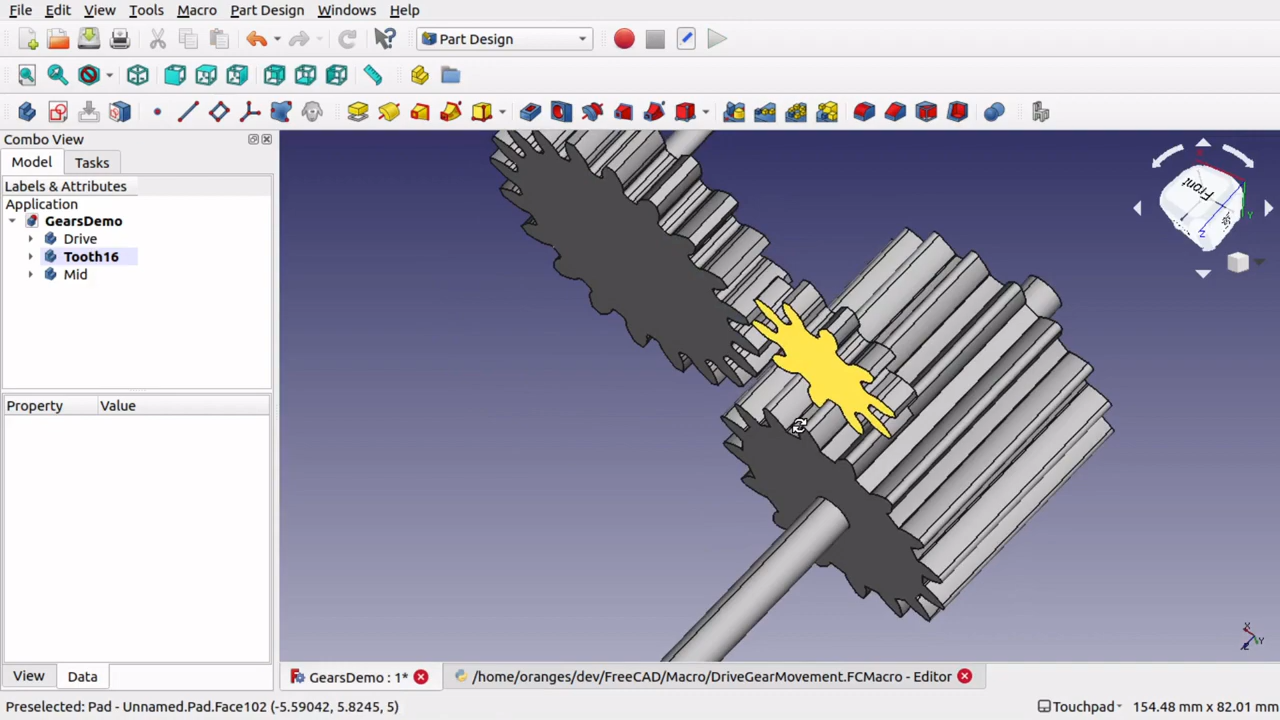 File Edit View Tools Macro Part Design Windows Help
Part Design
Combo View
Model Tasks
Labels & Attributes
Application
GearsDemo
Drive
Tooth16
Mid
Property Value
View Data
Front
X
Y
Z
X
Y
Z
GearsDemo : 1*
/home/oranges/dev/FreeCAD/Macro/DriveGearMovement.FCMacro - Editor
Preselected: Pad - Unnamed.Pad.Face102 (-5.59042, 5.8245, 5)
Touchpad
154.48 mm x 82.01 mm